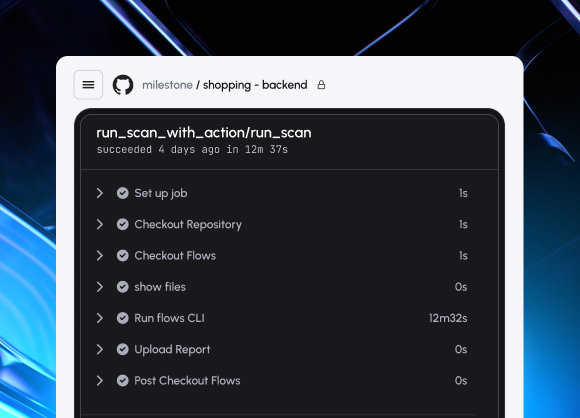 milestone / shopping - backend
run_scan_with_action/run_scan
succeeded 4 days ago in 12m 37s
Set up job 1s
Checkout Repository 1s
Checkout Flows 1s
show files 0s
Run flows CLI 12m32s
Upload Report 0s
Post Checkout Flows 0s